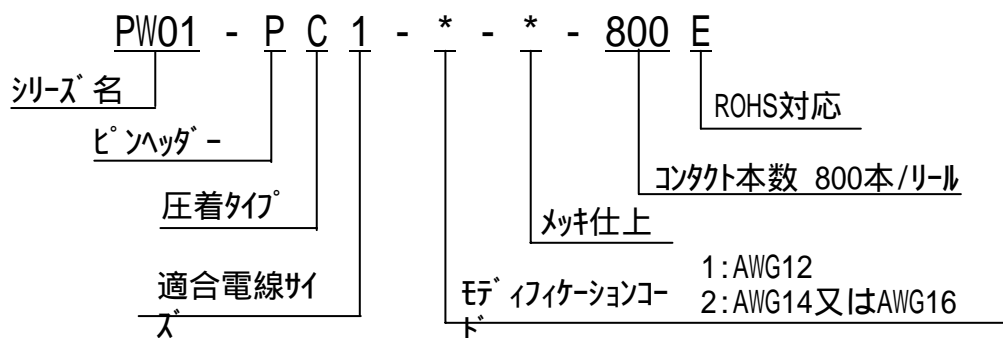 PW01 - P C 1 - * - * - 800 E
ｼﾘｰｽﾞ名
ROHS対応
ﾋﾟﾝﾍｯﾀﾞｰ
ｺﾝﾀｸﾄ本数 800本/ﾘｰﾙ
圧着ﾀｲﾌﾟ
ﾒｯｷ仕上
適合電線ｻｲ
ｽﾞ
ﾓﾃﾞｨﾌｨｹｰｼｮﾝｺｰ
ﾄﾞ
1:AWG12
2:AWG14又はAWG16